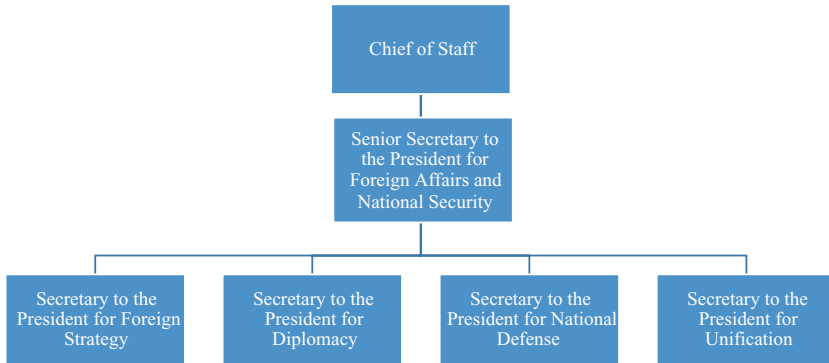 Chief of Staff
Senior Secretary to
the President for
Foreign Affairs and
National Security
Secretary to the
President for Foreign
Strategy
Secretary to the
President for
Diplomacy
Secretary to the
President for National
Defense
Secretary to the
President for
Unification